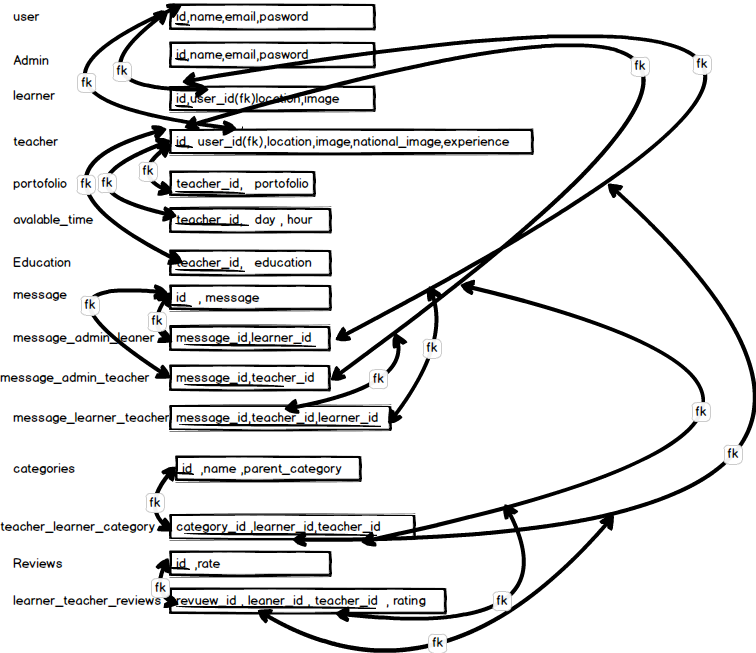 user id,name,email,pasword
Admin id,name,email,pasword
fk fk fk fk
learner id,user_id(fk)location,image
teacher id, user_id(fk),location,image,national_image,experience
fk
portofolio fk fk teacher_id, portofolio
avalable_time teacher_id, day , hour
Education teacher_id, education
message id , message
fk fk
message_admin_leaner message_id,learner_id
fk
message_admin_teacher message_id,teacher_id
fk
message_learner_teacher message_id,teacher_id,learner_id
fk
fk
categories id ,name ,parent_category
fk
teacher_learner_category category_id ,learner_id,teacher_id
Reviews id ,rate
fk
learner_teacher_reviews revuew_id , leaner_id , teacher_id , rating
fk
fk